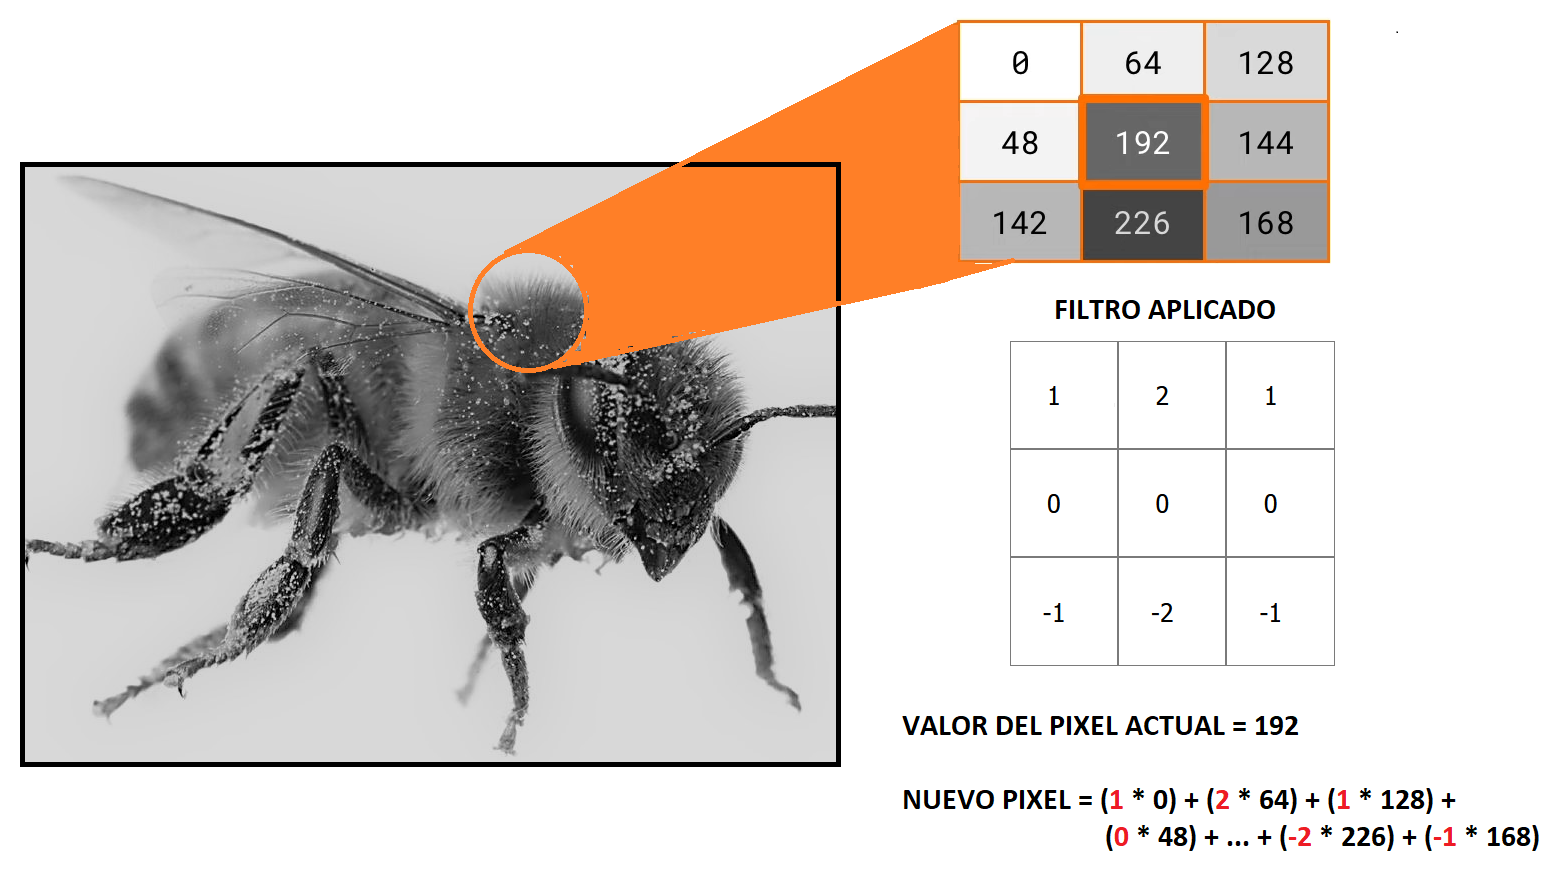 0 64 128
48 192 144
142 226 168
FILTRO APLICADO
1 2 1
0 0 0
-1 -2 -1
VALOR DEL PIXEL ACTUAL = 192
NUEVO PIXEL = (1 * 0) + (2 * 64) + (1 * 128) +
(0 * 48) + ... + (-2 * 226) + (-1 * 168)